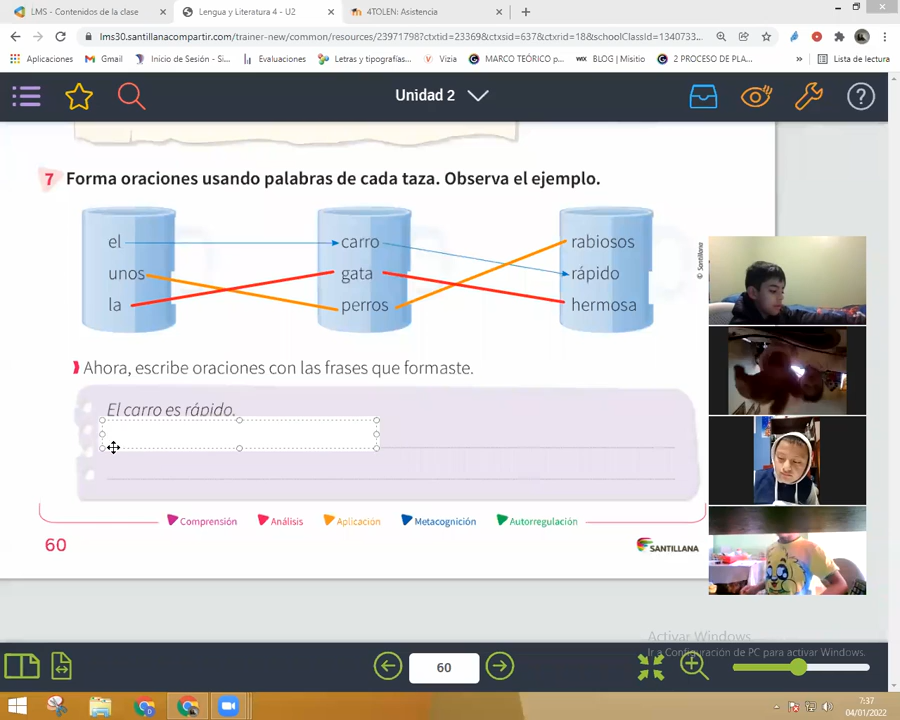 LMS - Contenidos de la clase
Lengua y Literatura 4 - U2
4TOLEN: Asistencia
lms30.santillanacompartir.com/trainer-new/common/resources/23971798?ctxtid=23369&ctxsid=637&ctxrid=18&schoolClassId=1340733...
Aplicaciones
Gmail
Inicio de Sesión - Si...
Evaluaciones
Letras y tipografías...
Vizia
MARCO TEÓRICO p...
WIX BLOG | Misitio
2 PROCESO DE PLA...
»
Lista de lectura
Unidad 2
7 Forma oraciones usando palabras de cada taza. Observa el ejemplo.
el carro rabiosos
unos gata rápido
la perros hermosa
© Santillana
Ahora, escribe oraciones con las frases que formaste.
El carro es rápido.
Comprensión Análisis Aplicación Metacognición Autorregulación
60
SANTILLANA
Activar Windows
Ir a Configuración de PC para activar Windows.
60
7:37
04/01/2022